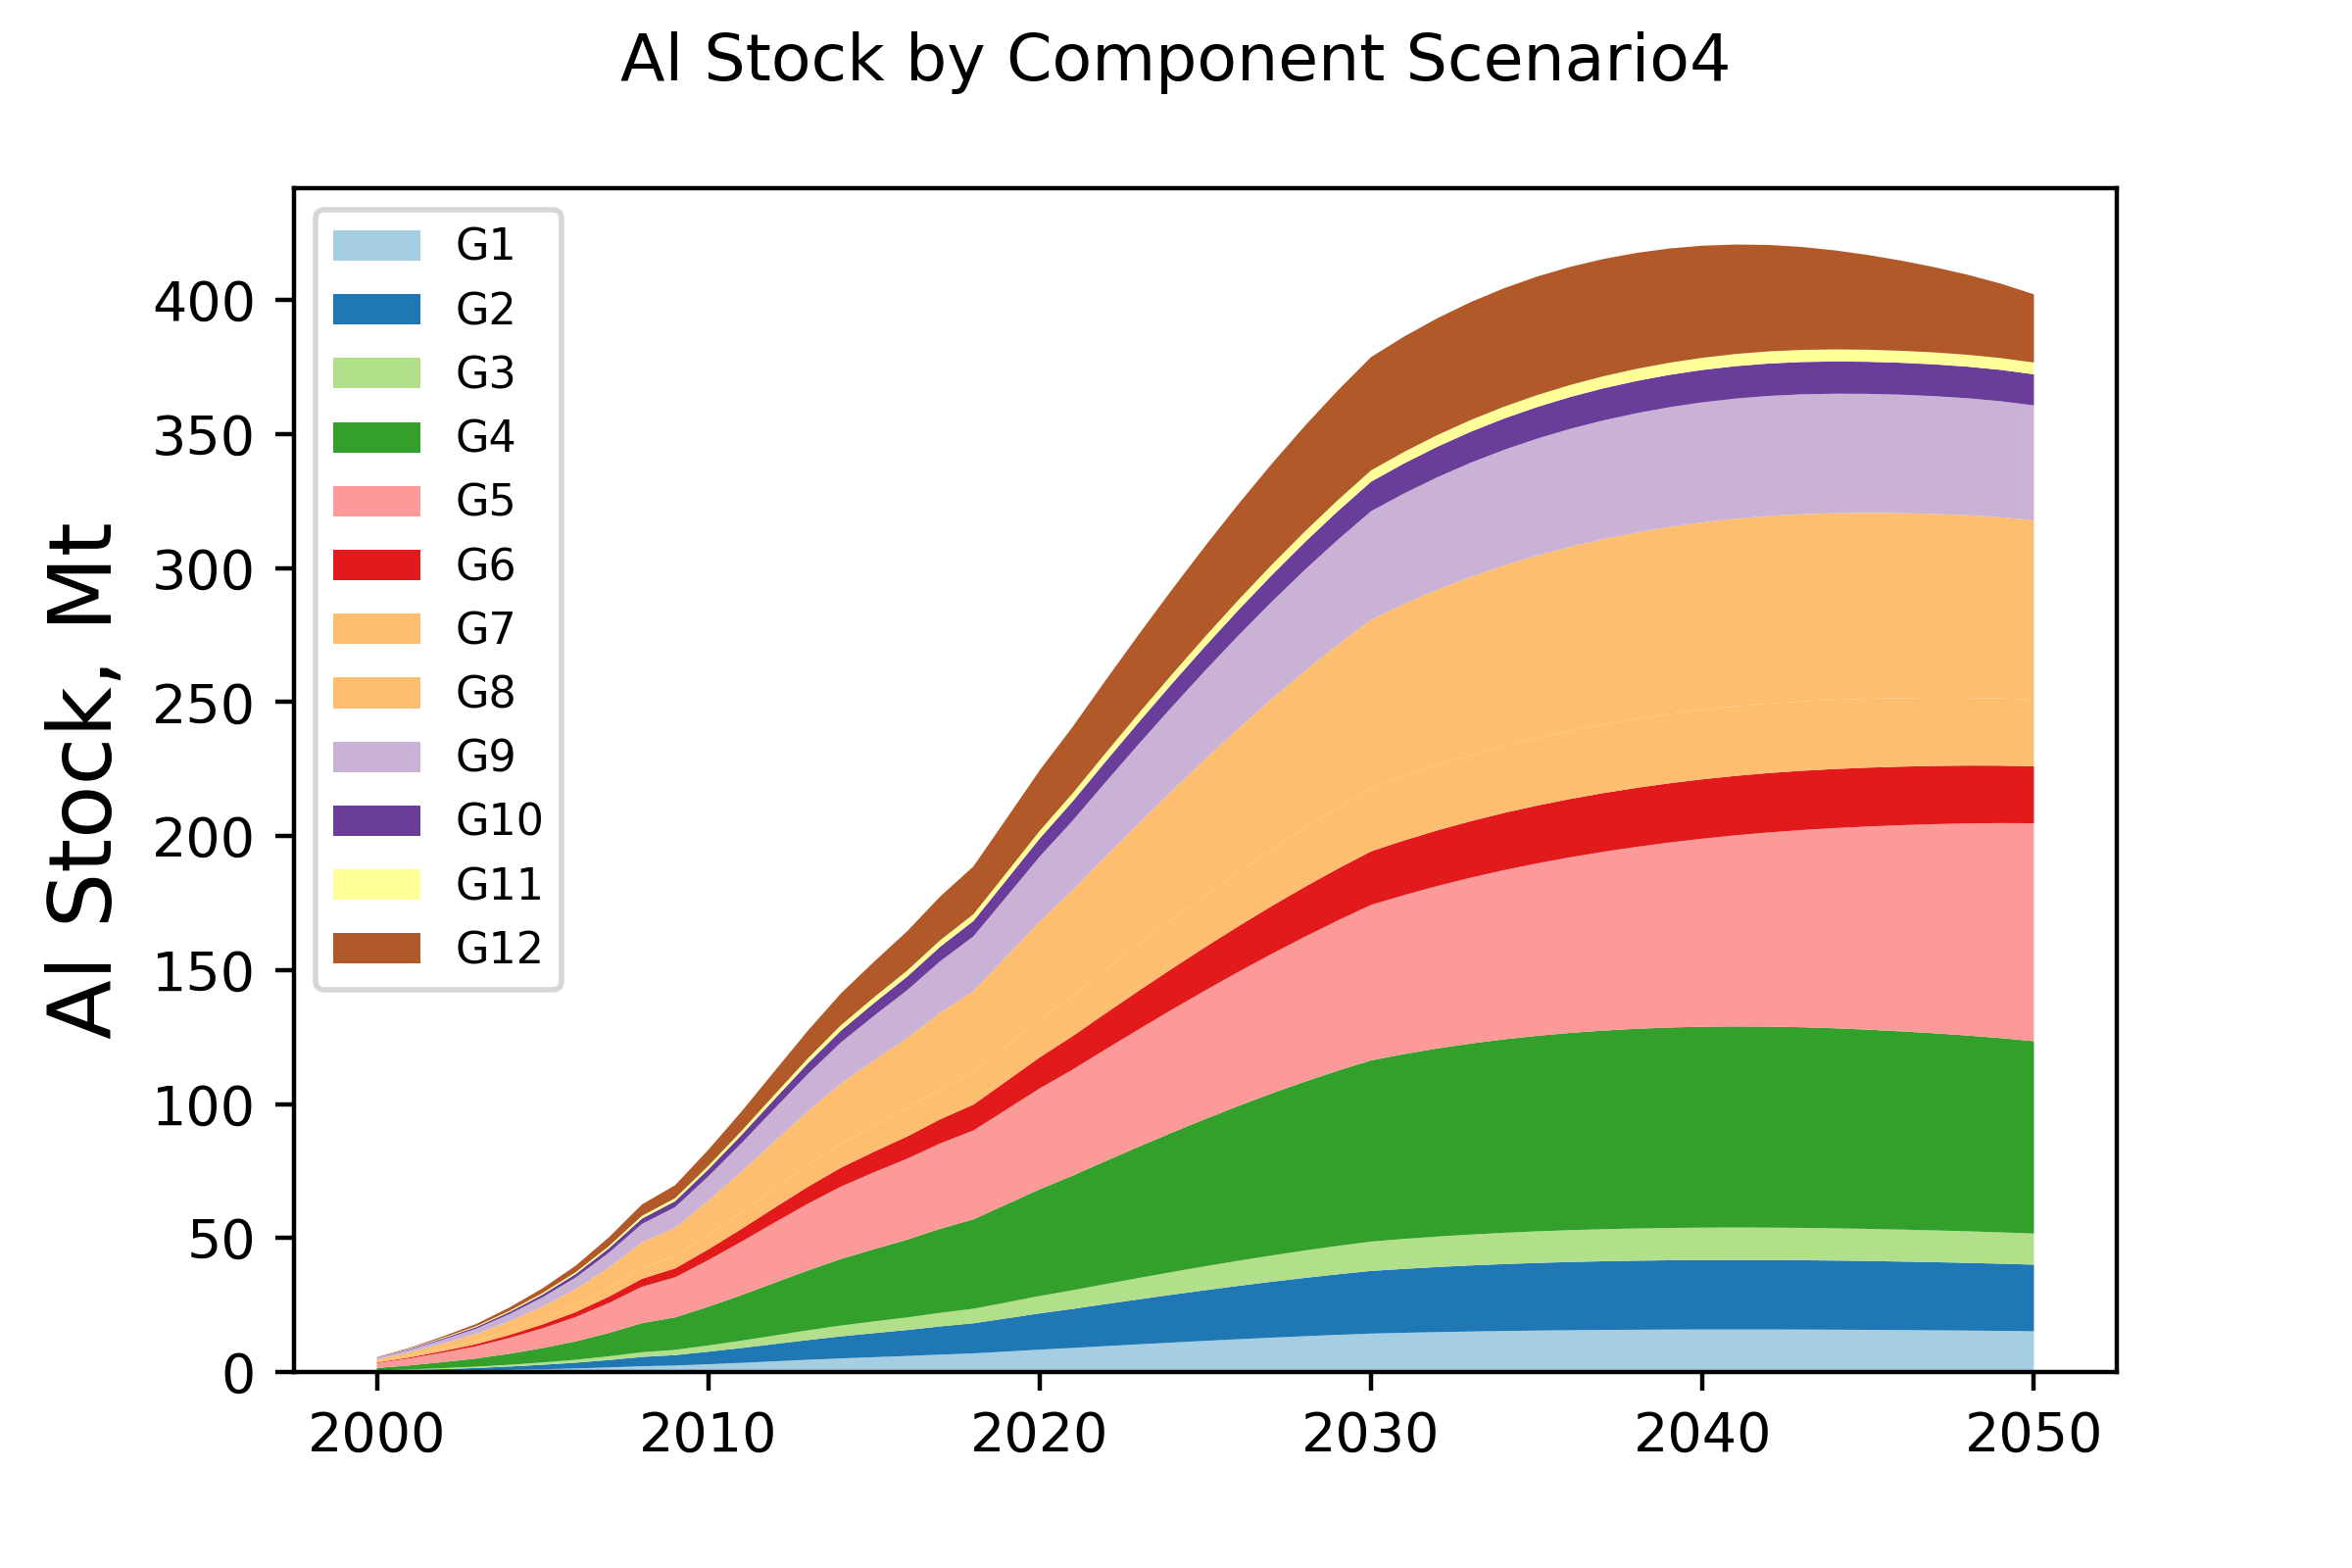 Al Stock by Component Scenario4
Al Stock, Mt
400
350
300
250
200
150
100
50
0
G1
G2
G3
G4
G5
G6
G7
G8
G9
G10
G11
G12
2000 2010 2020 2030 2040 2050